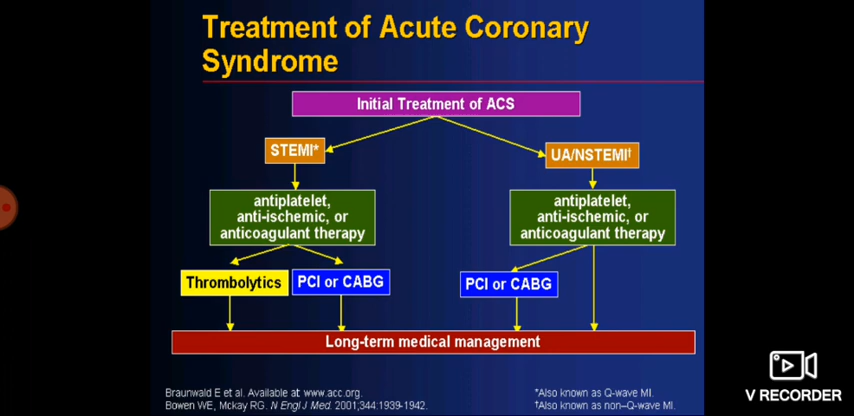 Treatment of Acute Coronary
Syndrome
Initial Treatment of ACS
STEMI*
UA/NSTEMI†
antiplatelet,
anti-ischemic, or
anticoagulant therapy
antiplatelet,
anti-ischemic, or
anticoagulant therapy
Thrombolytics
PCI or CABG
PCI or CABG
Long-term medical management
Braunwald E et al. Available at www.acc.org.
Bowen WE, Mckay RG. N Engl J Med. 2001;344:1939-1942.
*Also known as Q-wave MI.
†Also known as non–Q-wave MI.
V RECORDER